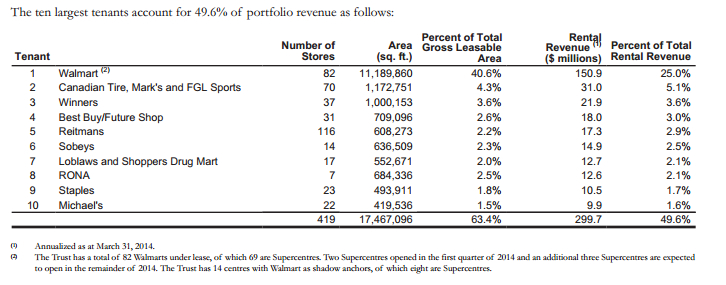 The ten largest tenants account for 49.6% of portfolio revenue as follows:
Tenant Number of Stores Area (sq. ft.) Percent of Total Gross Leasable Area Rental Revenue (1) ($ millions) Percent of Total Rental Revenue
1 Walmart (2) 82 11,189,860 40.6% 150.9 25.0%
2 Canadian Tire, Mark's and FGL Sports 70 1,172,751 4.3% 31.0 5.1%
3 Winners 37 1,000,153 3.6% 21.9 3.6%
4 Best Buy/Future Shop 31 709,096 2.6% 18.0 3.0%
5 Reitmans 116 608,273 2.2% 17.3 2.9%
6 Sobeys 14 636,509 2.3% 14.9 2.5%
7 Loblaws and Shoppers Drug Mart 17 552,671 2.0% 12.7 2.1%
8 RONA 7 684,336 2.5% 12.6 2.1%
9 Staples 23 493,911 1.8% 10.5 1.7%
10 Michael's 22 419,536 1.5% 9.9 1.6%
419 17,467,096 63.4% 299.7 49.6%
(1) Annualized as at March 31, 2014.
(2) The Trust has a total of 82 Walmarts under lease, of which 69 are Supercentres. Two Supercentres opened in the first quarter of 2014 and an additional three Supercentres are expected
to open in the remainder of 2014. The Trust has 14 centres with Walmart as shadow anchors, of which eight are Supercentres.